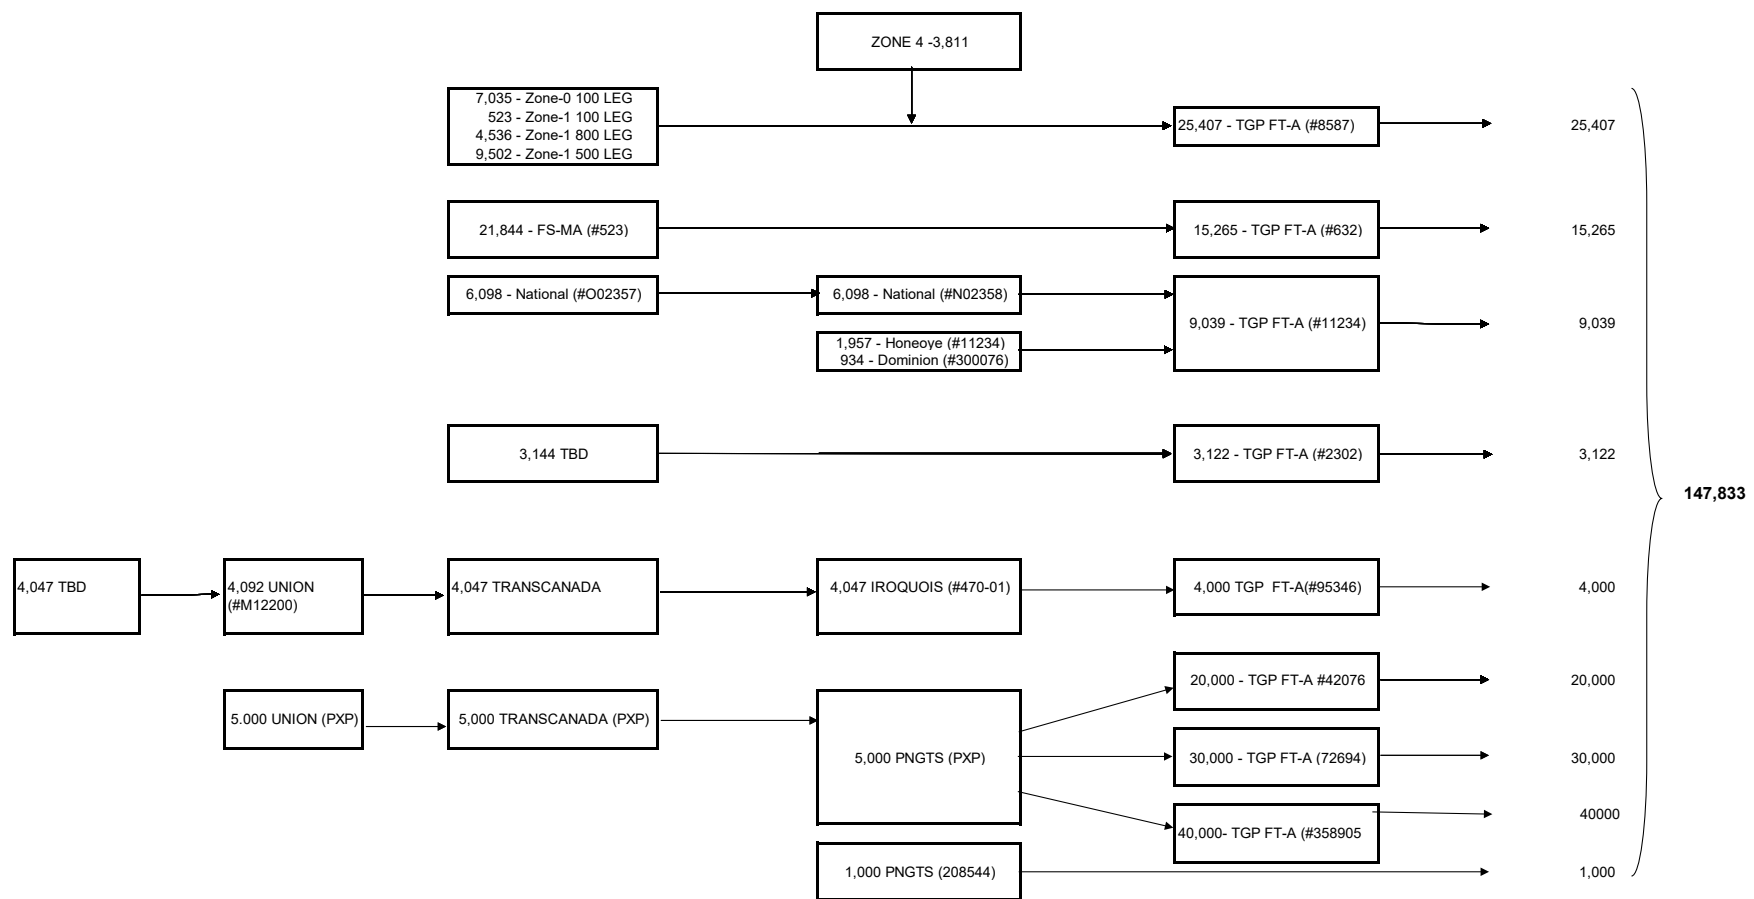 ZONE 4 -3,811
7,035 - Zone-0 100 LEG
523 - Zone-1 100 LEG
4,536 - Zone-1 800 LEG
9,502 - Zone-1 500 LEG
25,407 - TGP FT-A (#8587)
25,407
21,844 - FS-MA (#523)
15,265 - TGP FT-A (#632)
15,265
6,098 - National (#O02357)
6,098 - National (#N02358)
1,957 - Honeoye (#11234)
934 - Dominion (#300076)
9,039 - TGP FT-A (#11234)
9,039
3,144 TBD
3,122 - TGP FT-A (#2302)
3,122
147,833
4,047 TBD
4,092 UNION
(#M12200)
4,047 TRANSCANADA
4,047 IROQUOIS (#470-01)
4,000 TGP  FT-A(#95346)
4,000
5.000 UNION (PXP)
5,000 TRANSCANADA (PXP)
5,000 PNGTS (PXP)
20,000 - TGP FT-A #42076
20,000
30,000 - TGP FT-A (72694)
30,000
40,000- TGP FT-A (#358905
40000
1,000 PNGTS (208544)
1,000